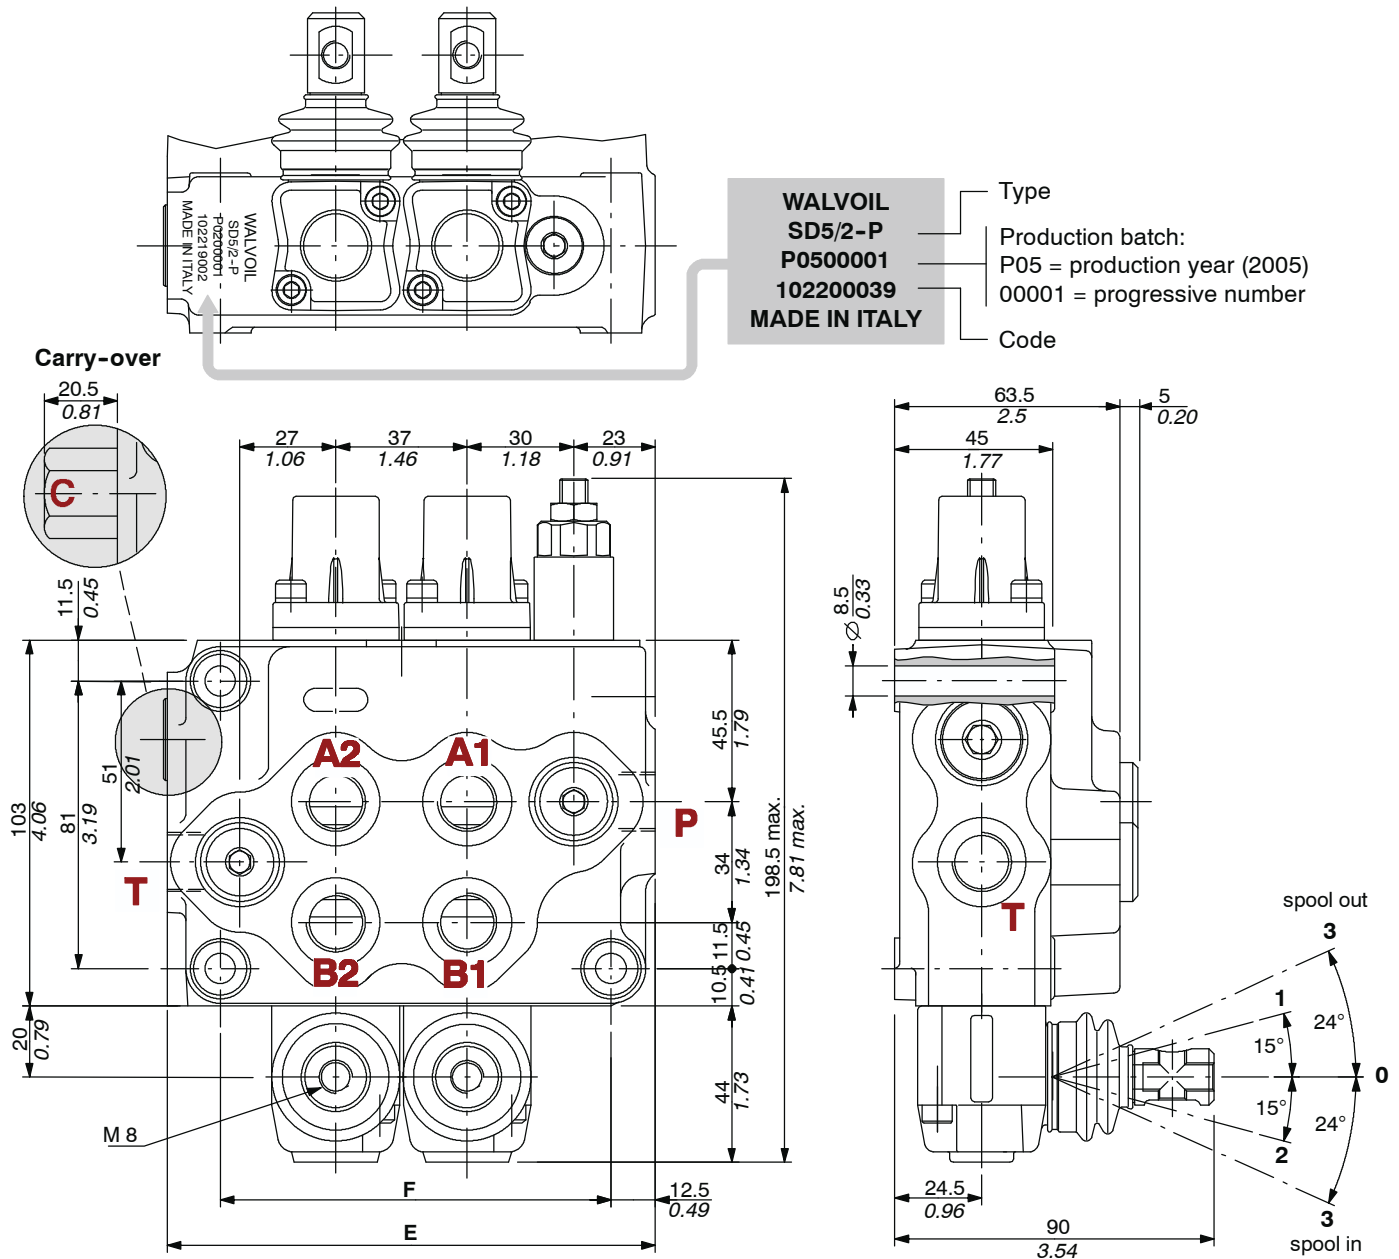 WALVOIL
SD5/2-P
P0200001
102219002
MADE IN ITALY
WALVOIL
SD5/2-P
P0500001
102200039
MADE IN ITALY
Type
Production batch:
P05 = production year (2005)
00001 = progressive number
Code
Carry-over
20.5
0.81
C
27
1.06
37
1.46
30
1.18
23
0.91
11.5
0.45
103
4.06
81
3.19
51
2.01
20
0.79
A2
A1
B2
B1
P
T
45.5
1.79
34
1.34
11.5
0.45
10.5
0.41
44
1.73
198.5 max.
7.81 max.
M 8
F
12.5
0.49
E
63.5
2.5
5
0.20
45
1.77
Ø 8.5
0.33
T
spool out
3
1
24°
15°
0
15°
24°
2
3
spool in
24.5
0.96
90
3.54